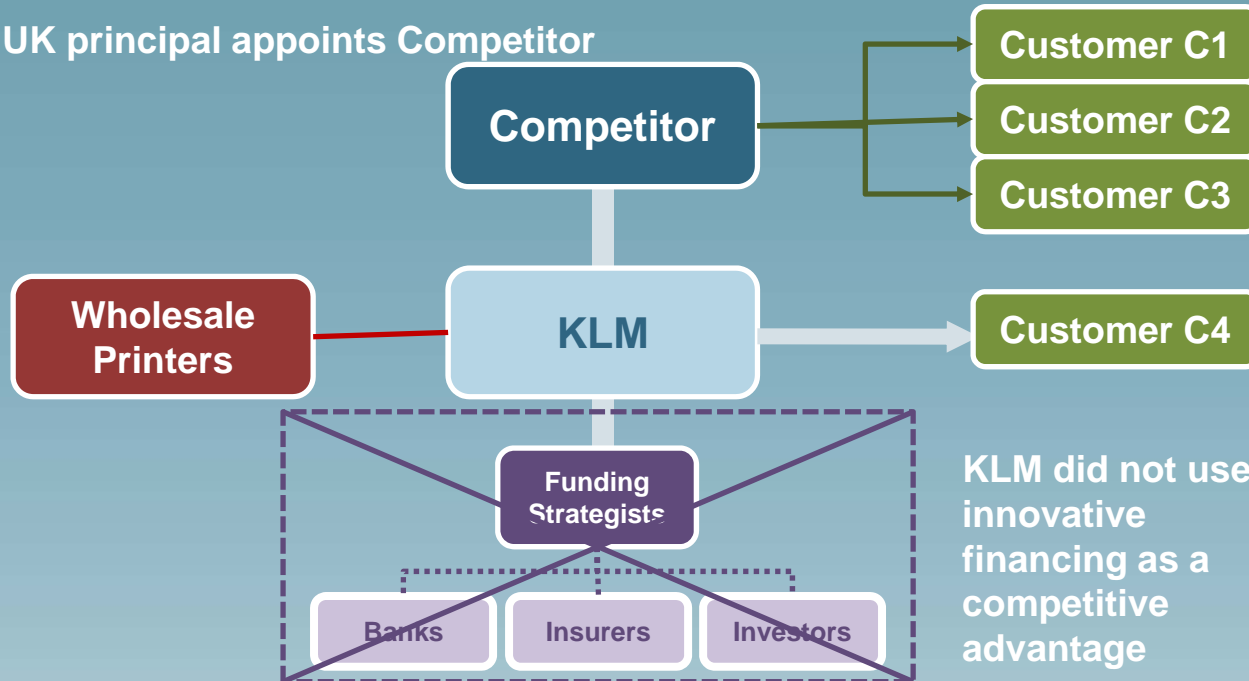 UK principal appoints Competitor
Competitor
Customer C1
Customer C2
Customer C3
Wholesale
Printers
KLM
Customer C4
Funding
Strategists
Banks
Insurers
Investors
KLM did not use
innovative
financing as a
competitive
advantage